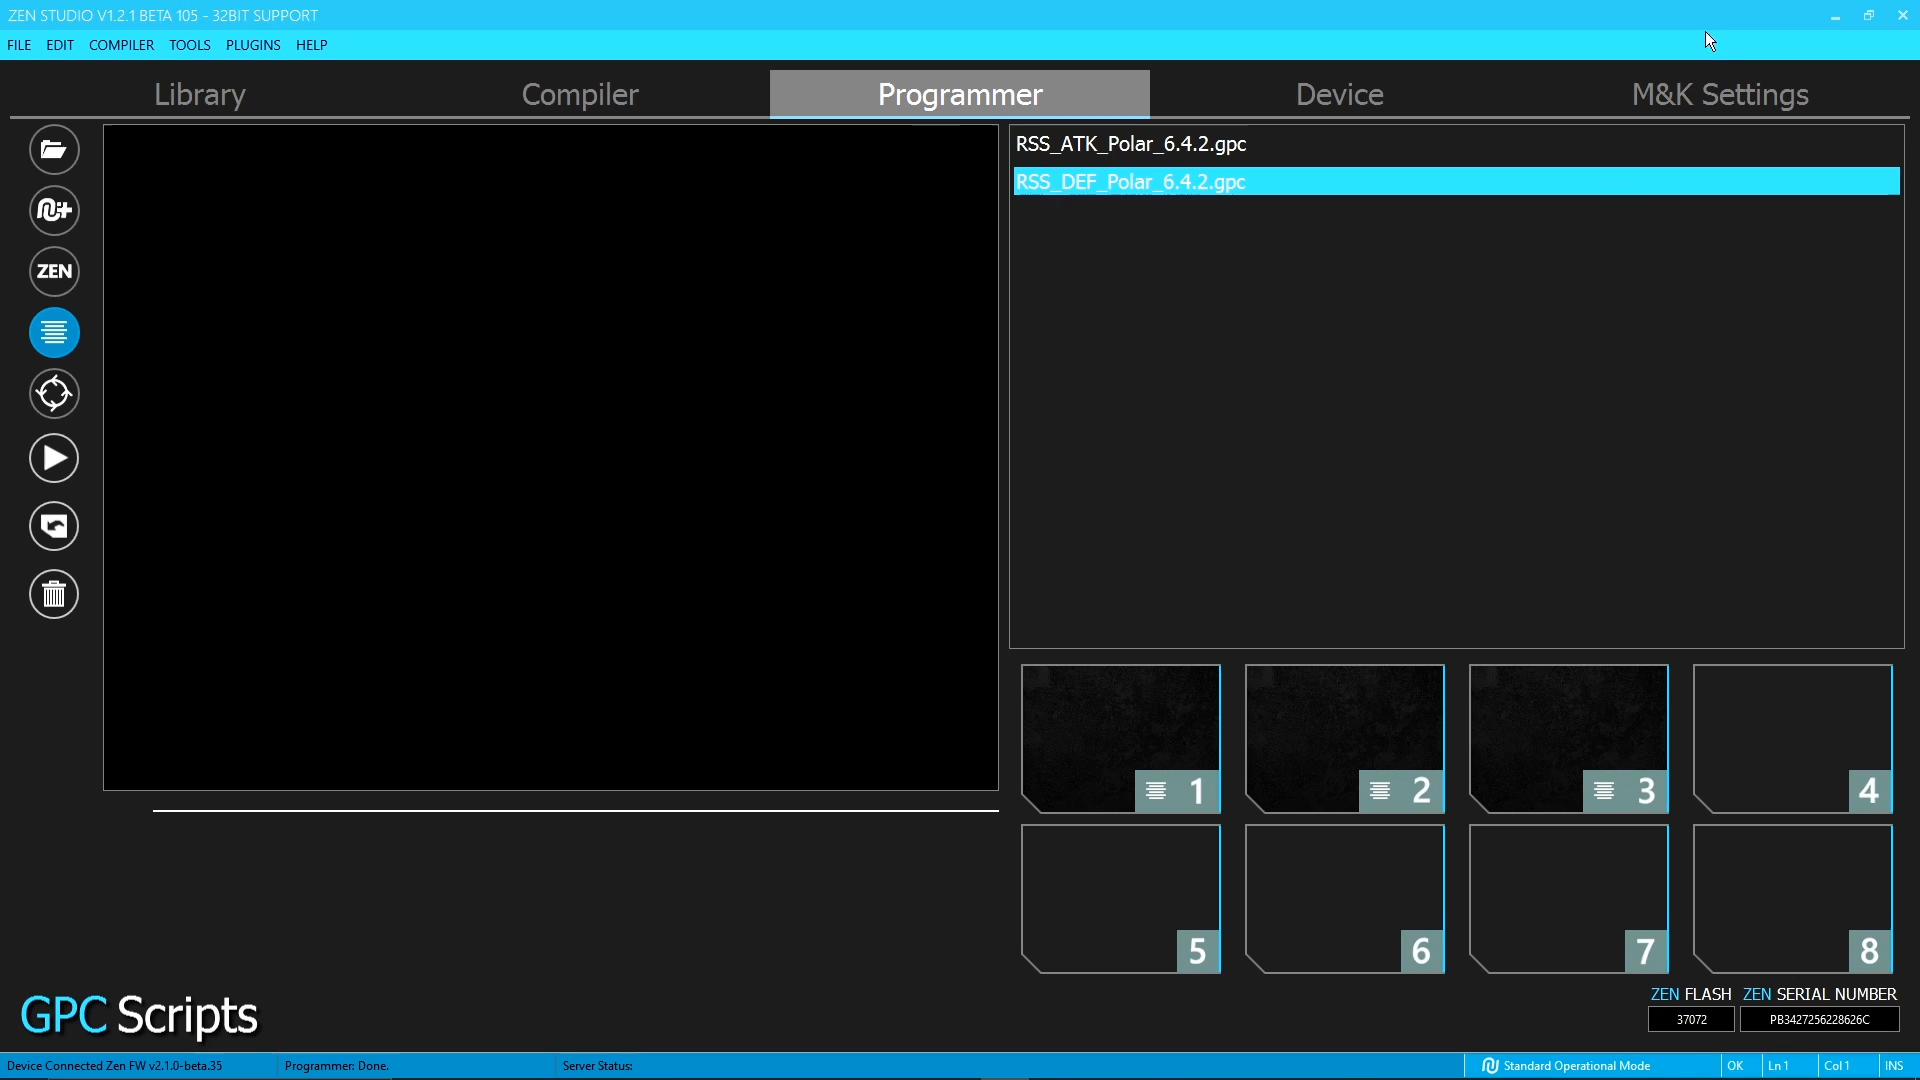 ZEN STUDIO V1.2.1 BETA 105 - 32BIT SUPPORT
FILE EDIT COMPILER TOOLS PLUGINS HELP
Library Compiler Programmer Device M&K Settings
RSS_ATK_Polar_6.4.2.gpc
RSS_DEF_Polar_6.4.2.gpc
ZEN
1 2 3 4
5 6 7 8
GPC Scripts
ZEN FLASH ZEN SERIAL NUMBER
37072 PB3427256228626C
Device Connected Zen FW v2.1.0-beta.35 Programmer: Done. Server Status: Standard Operational Mode OK Ln 1 Col 1 INS